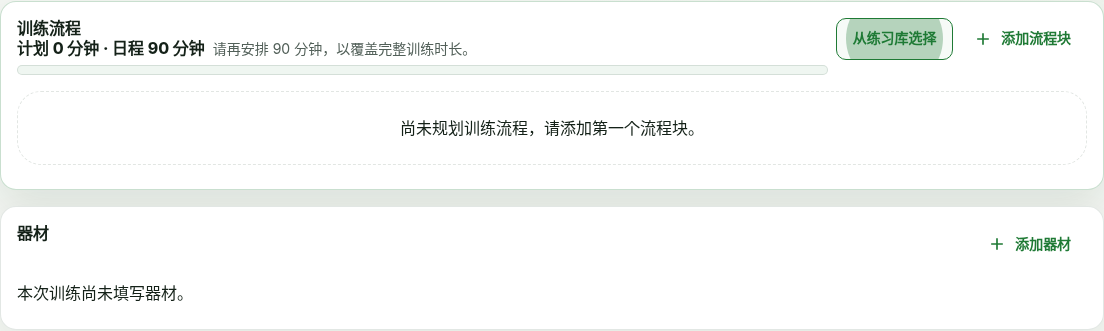 训练流程
计划 0 分钟 · 日程 90 分钟 请再安排 90 分钟，以覆盖完整训练时长。
从练习库选择
添加流程块
尚未规划训练流程，请添加第一个流程块。
器材
添加器材
本次训练尚未填写器材。